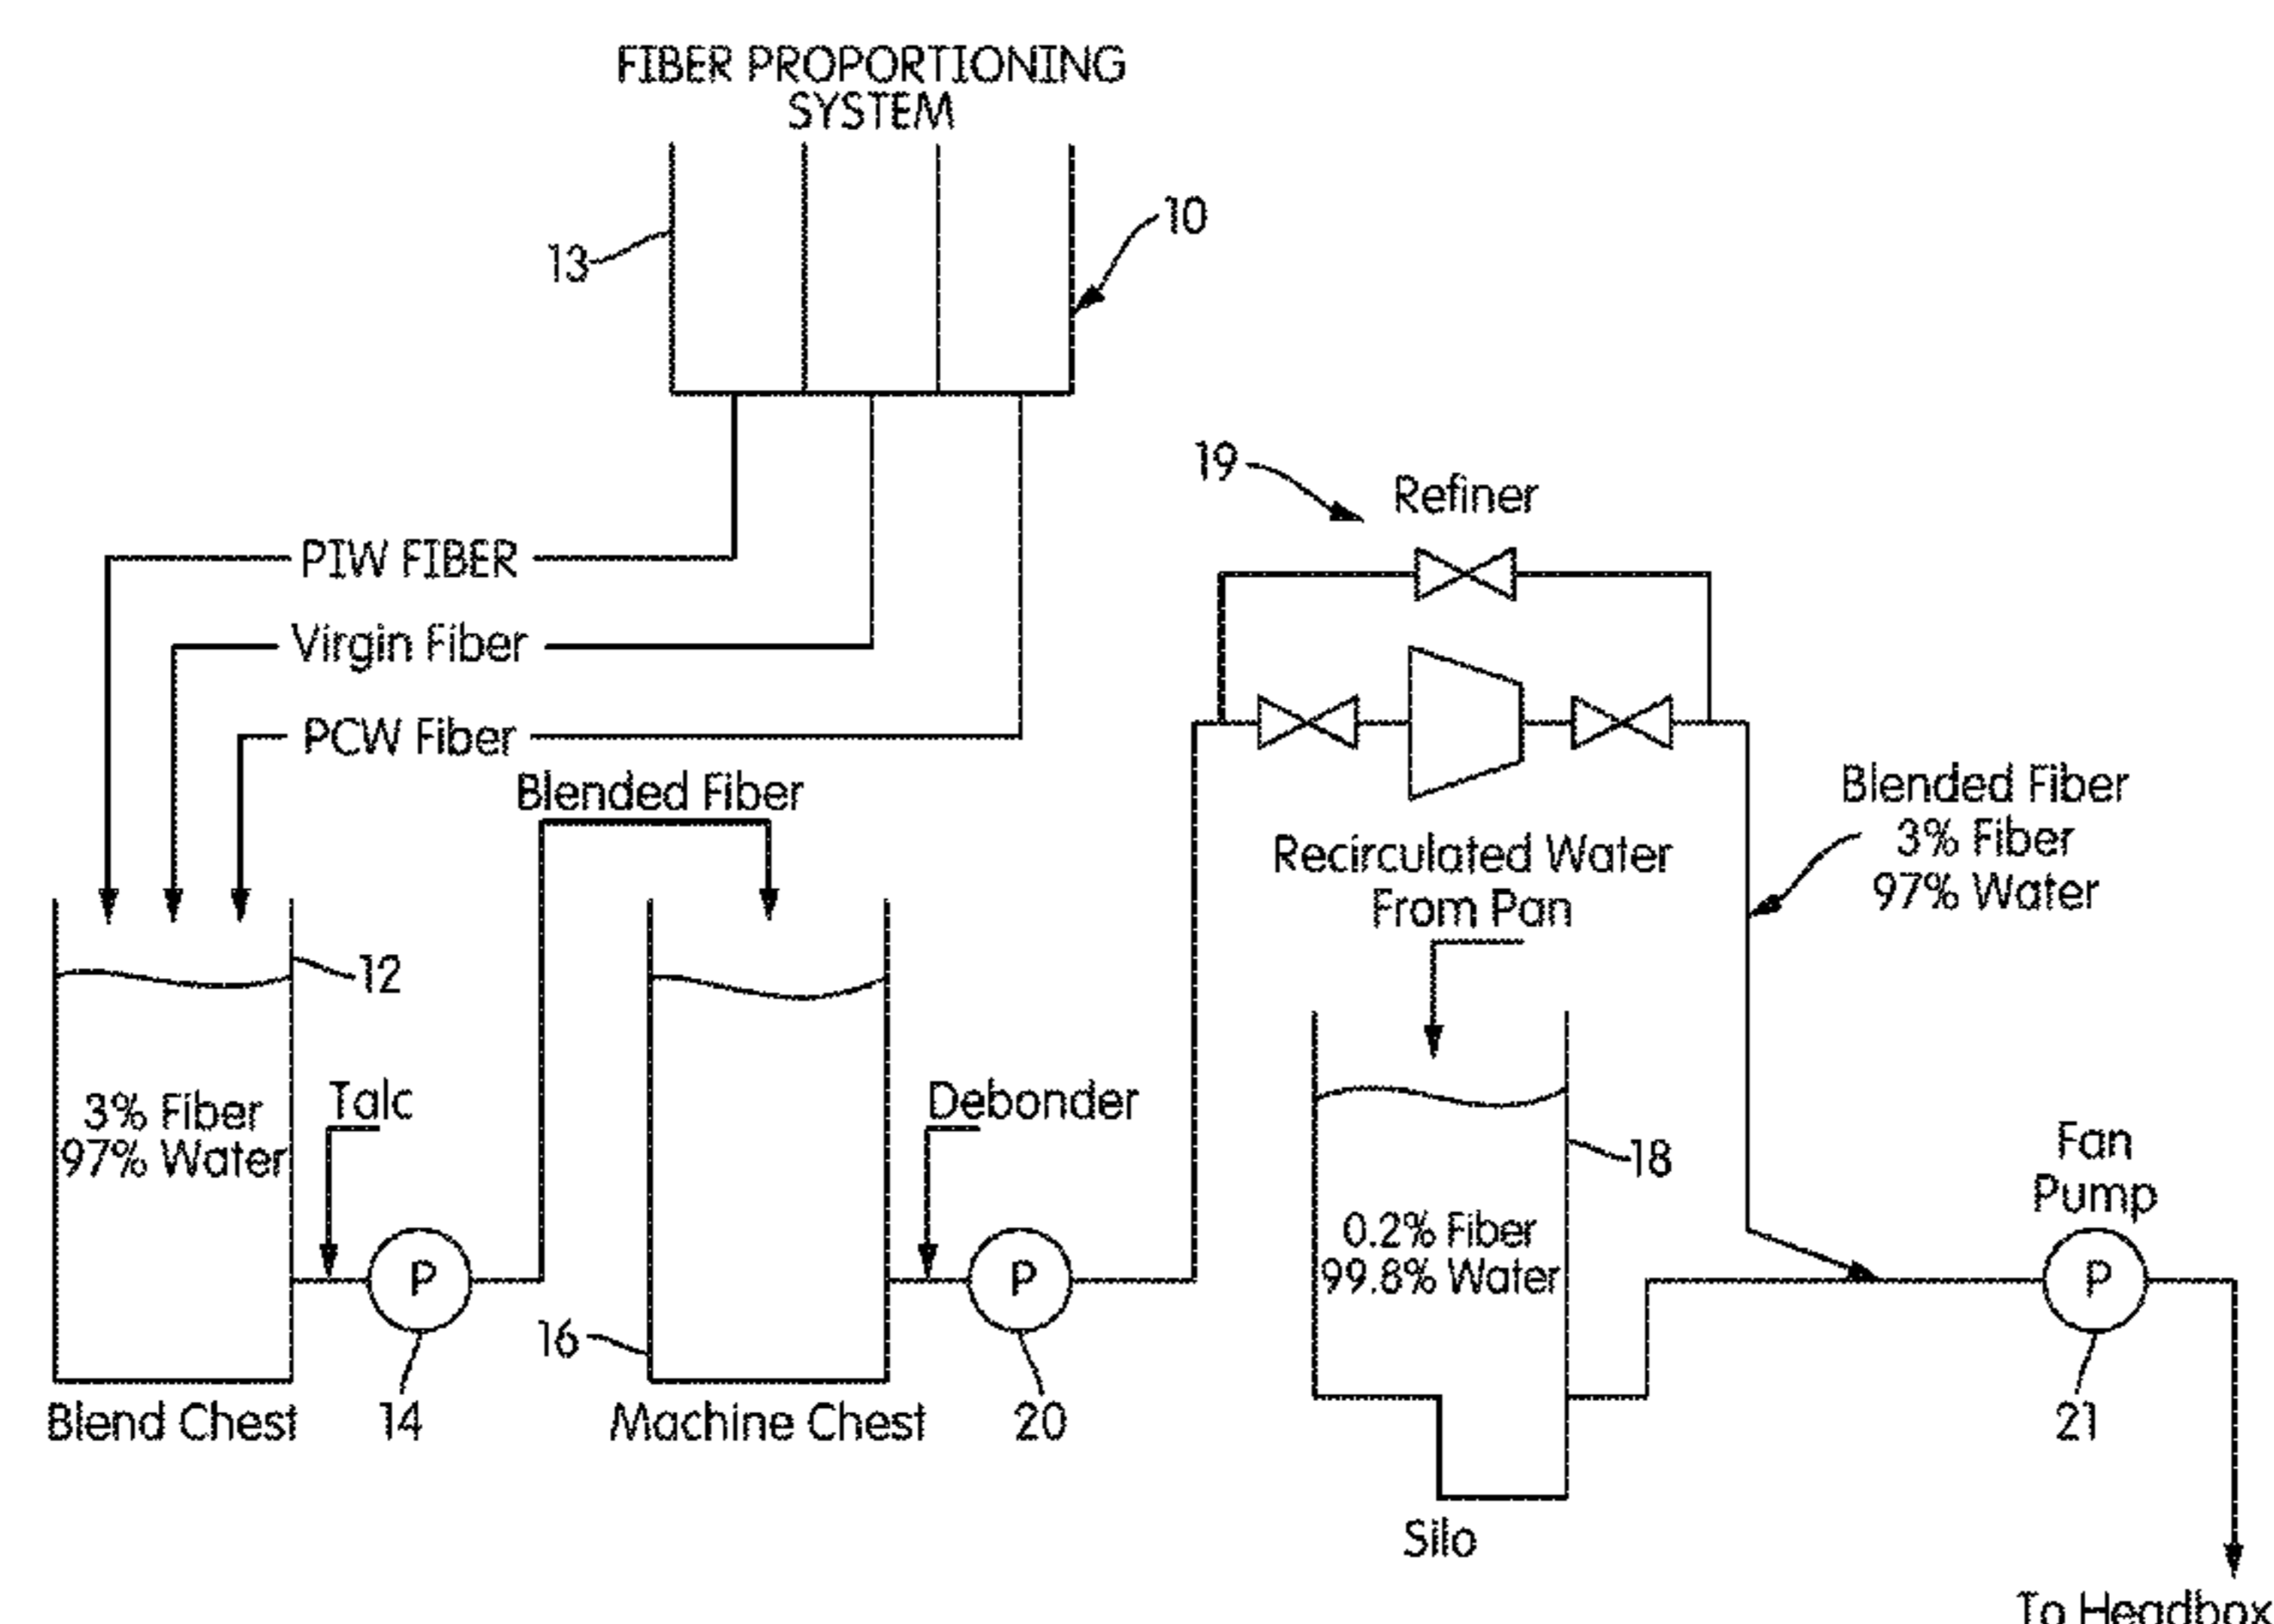 FIBER PROPORTIONING
SYSTEM
10
13
19
Refiner
PIW FIBER
Virgin Fiber
PCW Fiber
Blended Fiber
Blended Fiber
3% Fiber
97% Water
Recirculated Water
From Pan
12
3% Fiber
97% Water
Talc
Debonder
18
Fan
Pump
0.2% Fiber
99.8% Water
P
P
P
16
Blend Chest
14
Machine Chest
20
21
Silo
To Headbox